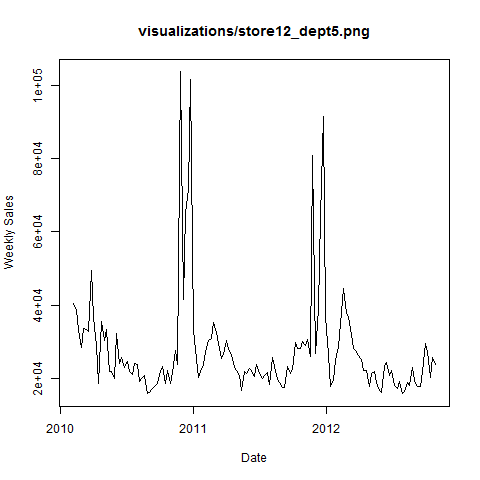 visualizations/store12_dept5.png
Weekly Sales
1e+05
8e+04
6e+04
4e+04
2e+04
2010
2011
2012
Date